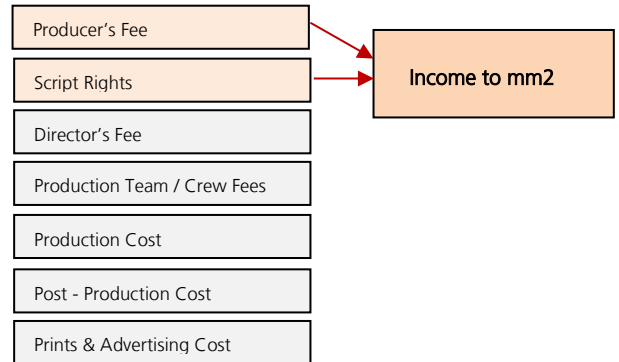 Producer’s Fee
Income to mm2
Script Rights
Director’s Fee
Production Team / Crew Fees
Production Cost
Post - Production Cost
Prints & Advertising Cost